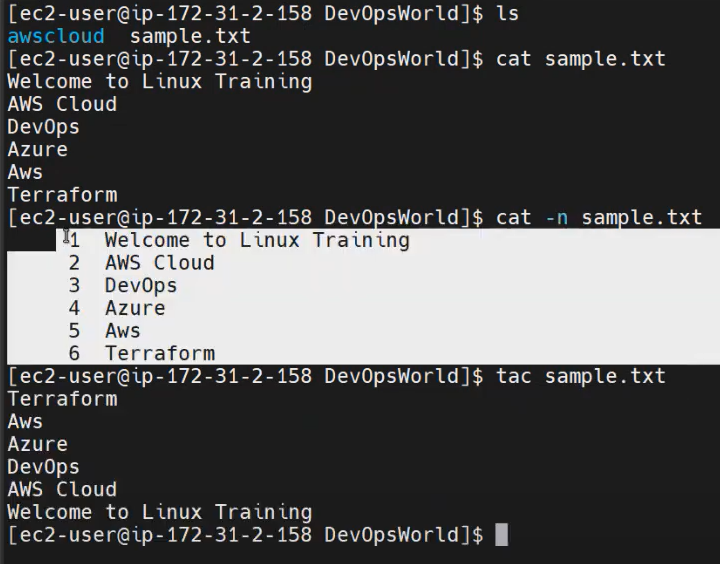 [ec2-user@ip-172-31-2-158 DevOpsWorld]$ ls
awscloud  sample.txt
[ec2-user@ip-172-31-2-158 DevOpsWorld]$ cat sample.txt
Welcome to Linux Training
AWS Cloud
DevOps
Azure
Aws
Terraform
[ec2-user@ip-172-31-2-158 DevOpsWorld]$ cat -n sample.txt
     1  Welcome to Linux Training
     2  AWS Cloud
     3  DevOps
     4  Azure
     5  Aws
     6  Terraform
[ec2-user@ip-172-31-2-158 DevOpsWorld]$ tac sample.txt
Terraform
Aws
Azure
DevOps
AWS Cloud
Welcome to Linux Training
[ec2-user@ip-172-31-2-158 DevOpsWorld]$